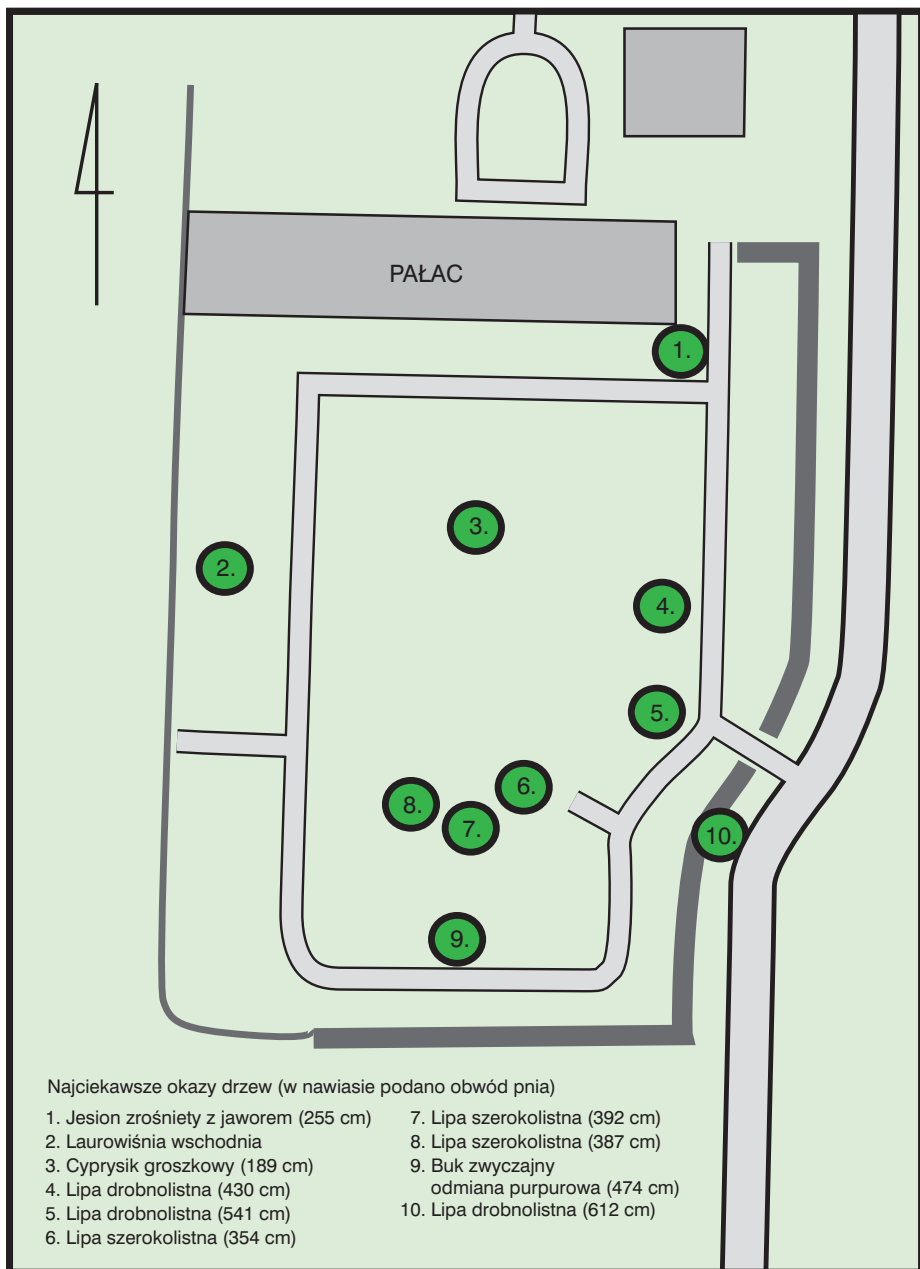 PAŁAC
1.
2.
3.
4.
5.
6.
7.
8.
9.
10.
Najciekawsze okazy drzew (w nawiasie podano obwód pnia)
1. Jesion zrośniety z jaworem (255 cm)
2. Laurowiśnia wschodnia
3. Cyprysik groszkowy (189 cm)
4. Lipa drobnolistna (430 cm)
5. Lipa drobnolistna (541 cm)
6. Lipa szerokolistna (354 cm)
7. Lipa szerokolistna (392 cm)
8. Lipa szerokolistna (387 cm)
9. Buk zwyczajny
odmiana purpurowa (474 cm)
10. Lipa drobnolistna (612 cm)